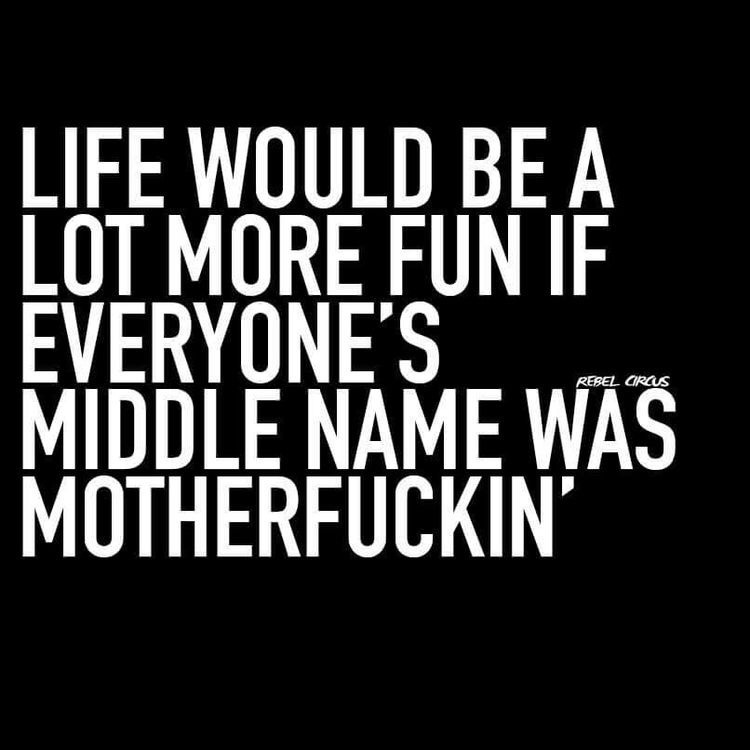 LIFE WOULD BE A
LOT MORE FUN IF
EVERYONE'S
REBEL CIRCUS
MIDDLE NAME WAS
MOTHERFUCKIN'